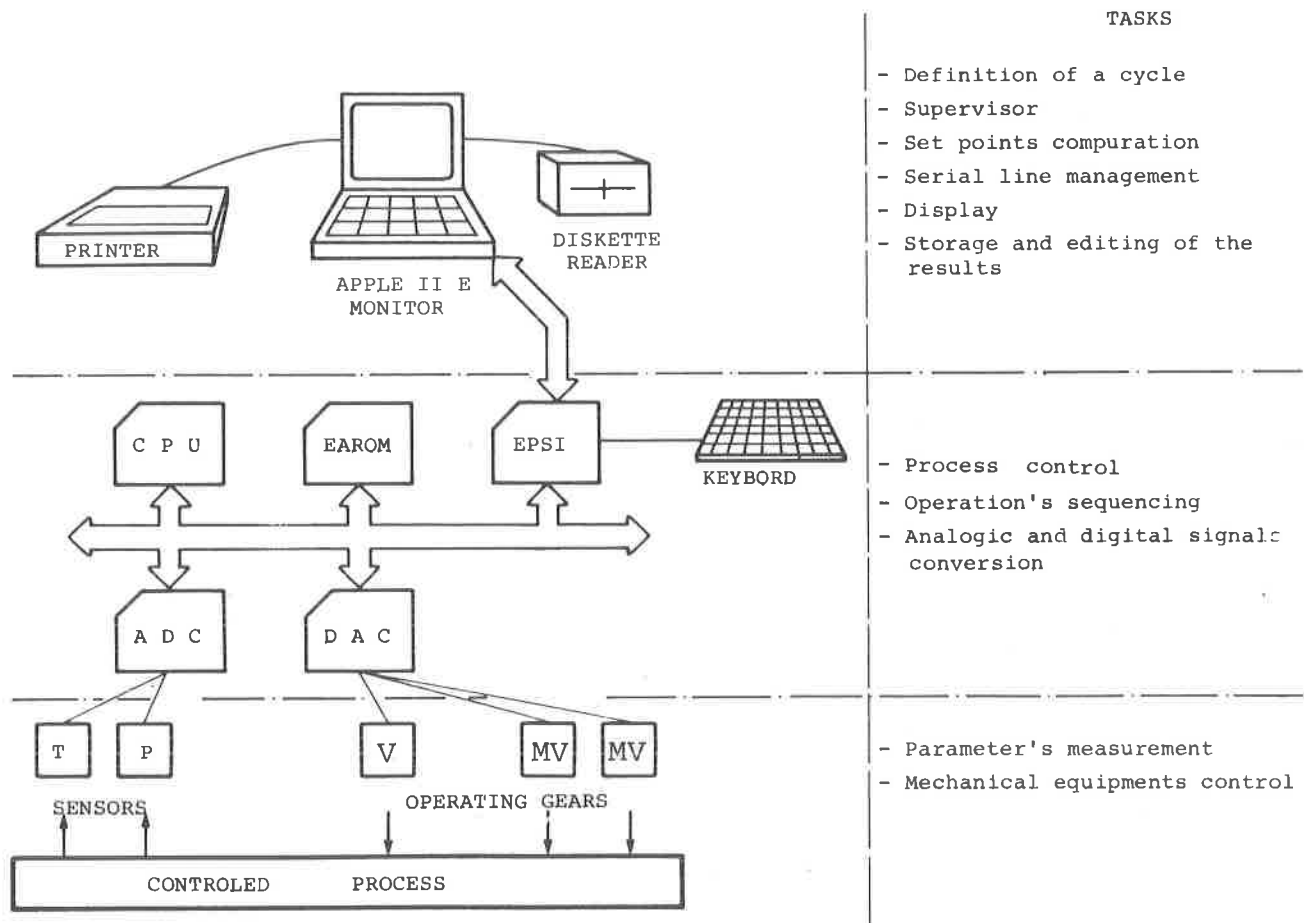 TASKS
- Definition of a cycle
- Supervisor
- Set points compuration
- Serial line management
- Display
- Storage and editing of the
results
PRINTER
APPLE II E
MONITOR
DISKETTE
READER
C P U
EAROM
EPSI
KEYBORD
- Process control
- Operation's sequencing
- Analogic and digital signals
conversion
A D C
D A C
T
P
V
MV
MV
- Parameter's measurement
- Mechanical equipments control
SENSORS
OPERATING GEARS
CONTROLED PROCESS